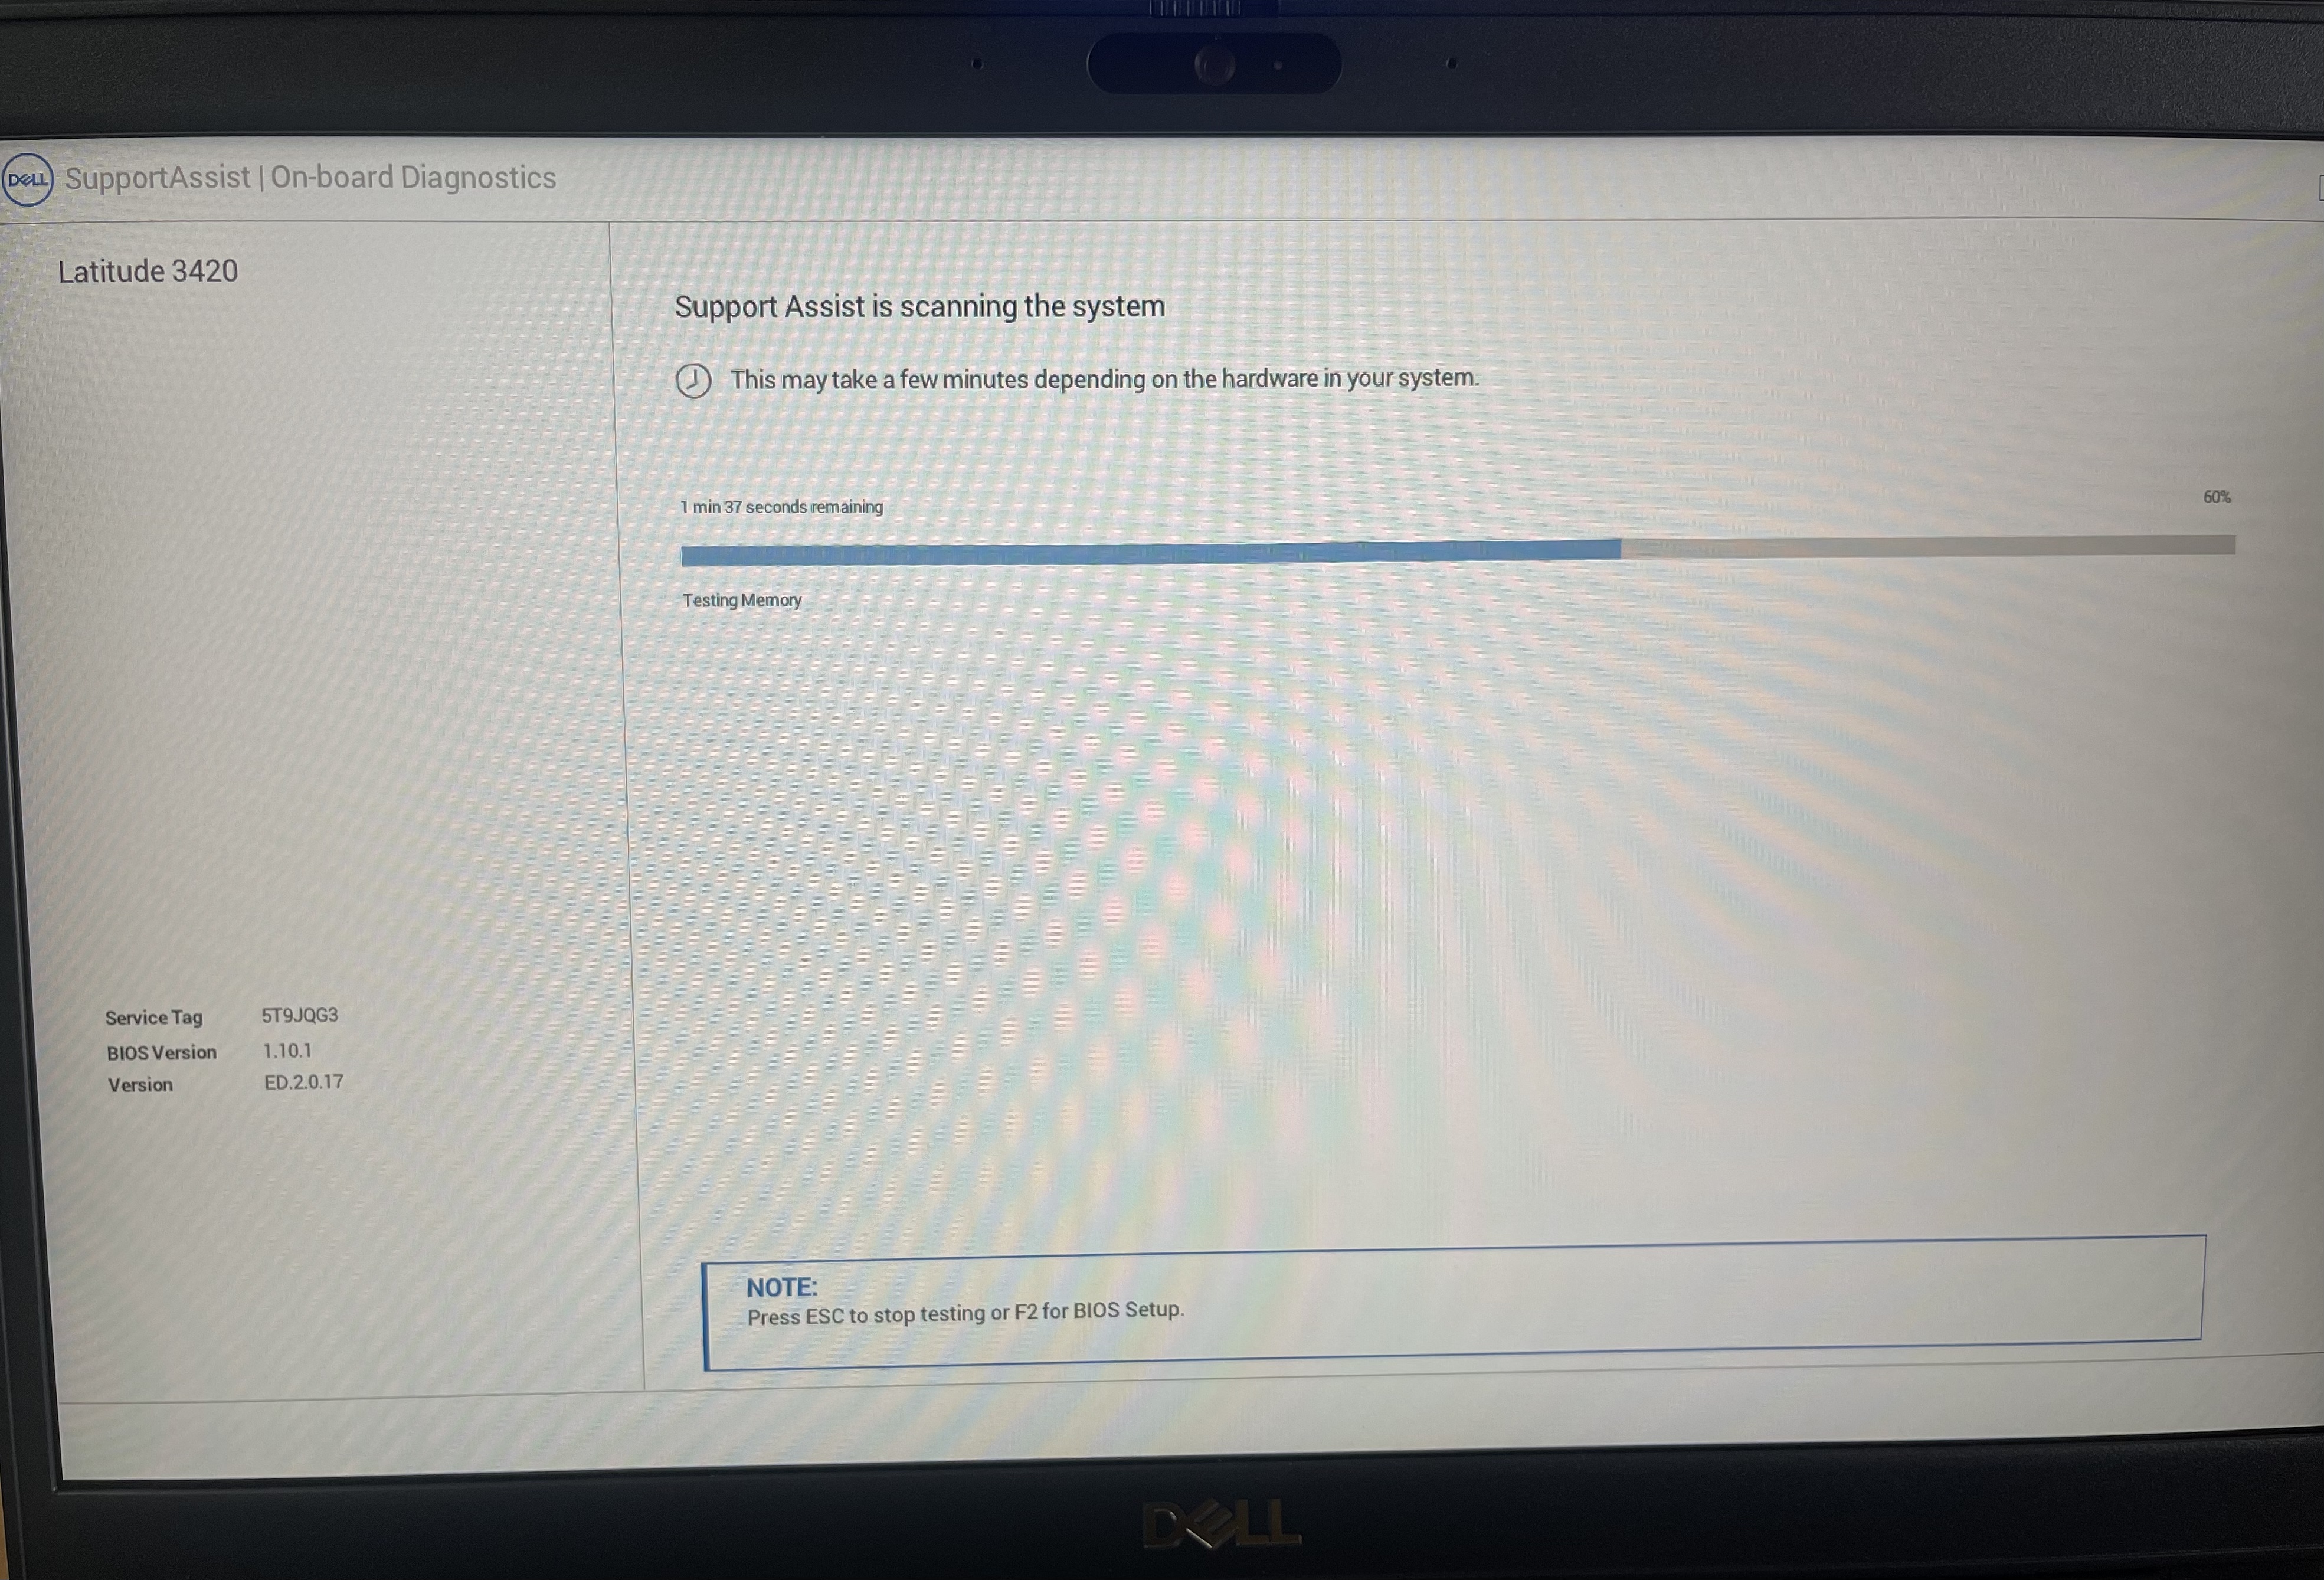 DELL SupportAssist | On-board Diagnostics
Latitude 3420
Support Assist is scanning the system
This may take a few minutes depending on the hardware in your system.
1 min 37 seconds remaining 60%
Testing Memory
Service Tag 5T9JQG3
BIOS Version 1.10.1
Version ED.2.0.17
NOTE:
Press ESC to stop testing or F2 for BIOS Setup.
DELL